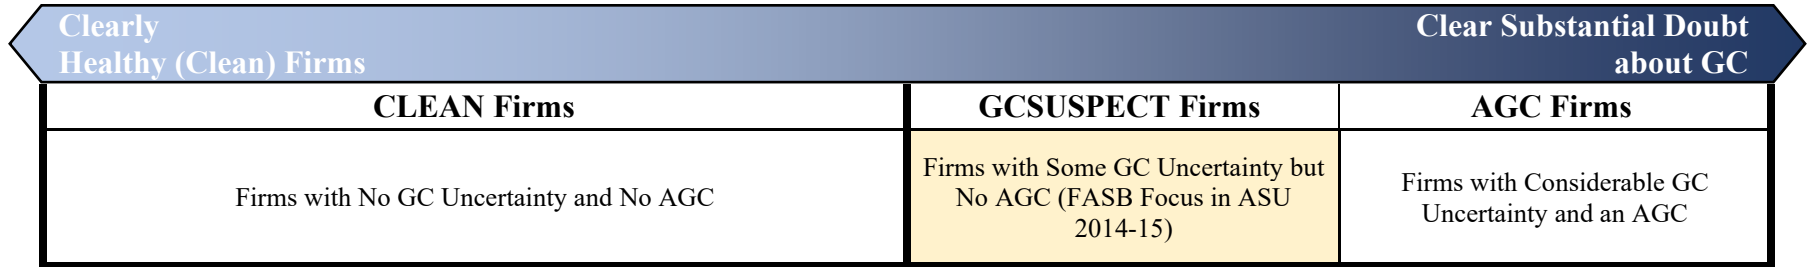 Clearly
Healthy (Clean) Firms
Clear Substantial Doubt
about GC
CLEAN Firms
GCSUSPECT Firms
AGC Firms
Firms with No GC Uncertainty and No AGC
Firms with Some GC Uncertainty but
No AGC (FASB Focus in ASU
2014-15)
Firms with Considerable GC
Uncertainty and an AGC